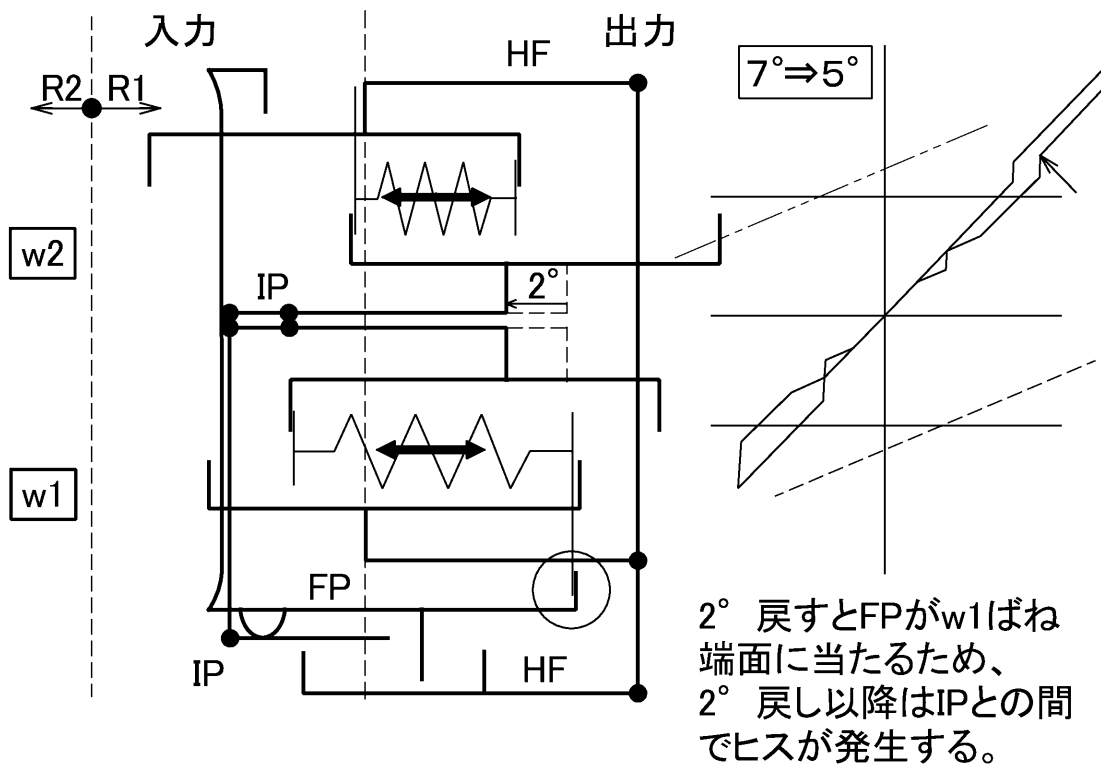 入力
出力
HF
7°⇒5°
R2
R1
w2
IP
2°
w1
FP
IP
HF
2° 戻すとFPがw1ばね
端面に当たるため、
2° 戻し以降はIPとの間
でヒスが発生する。